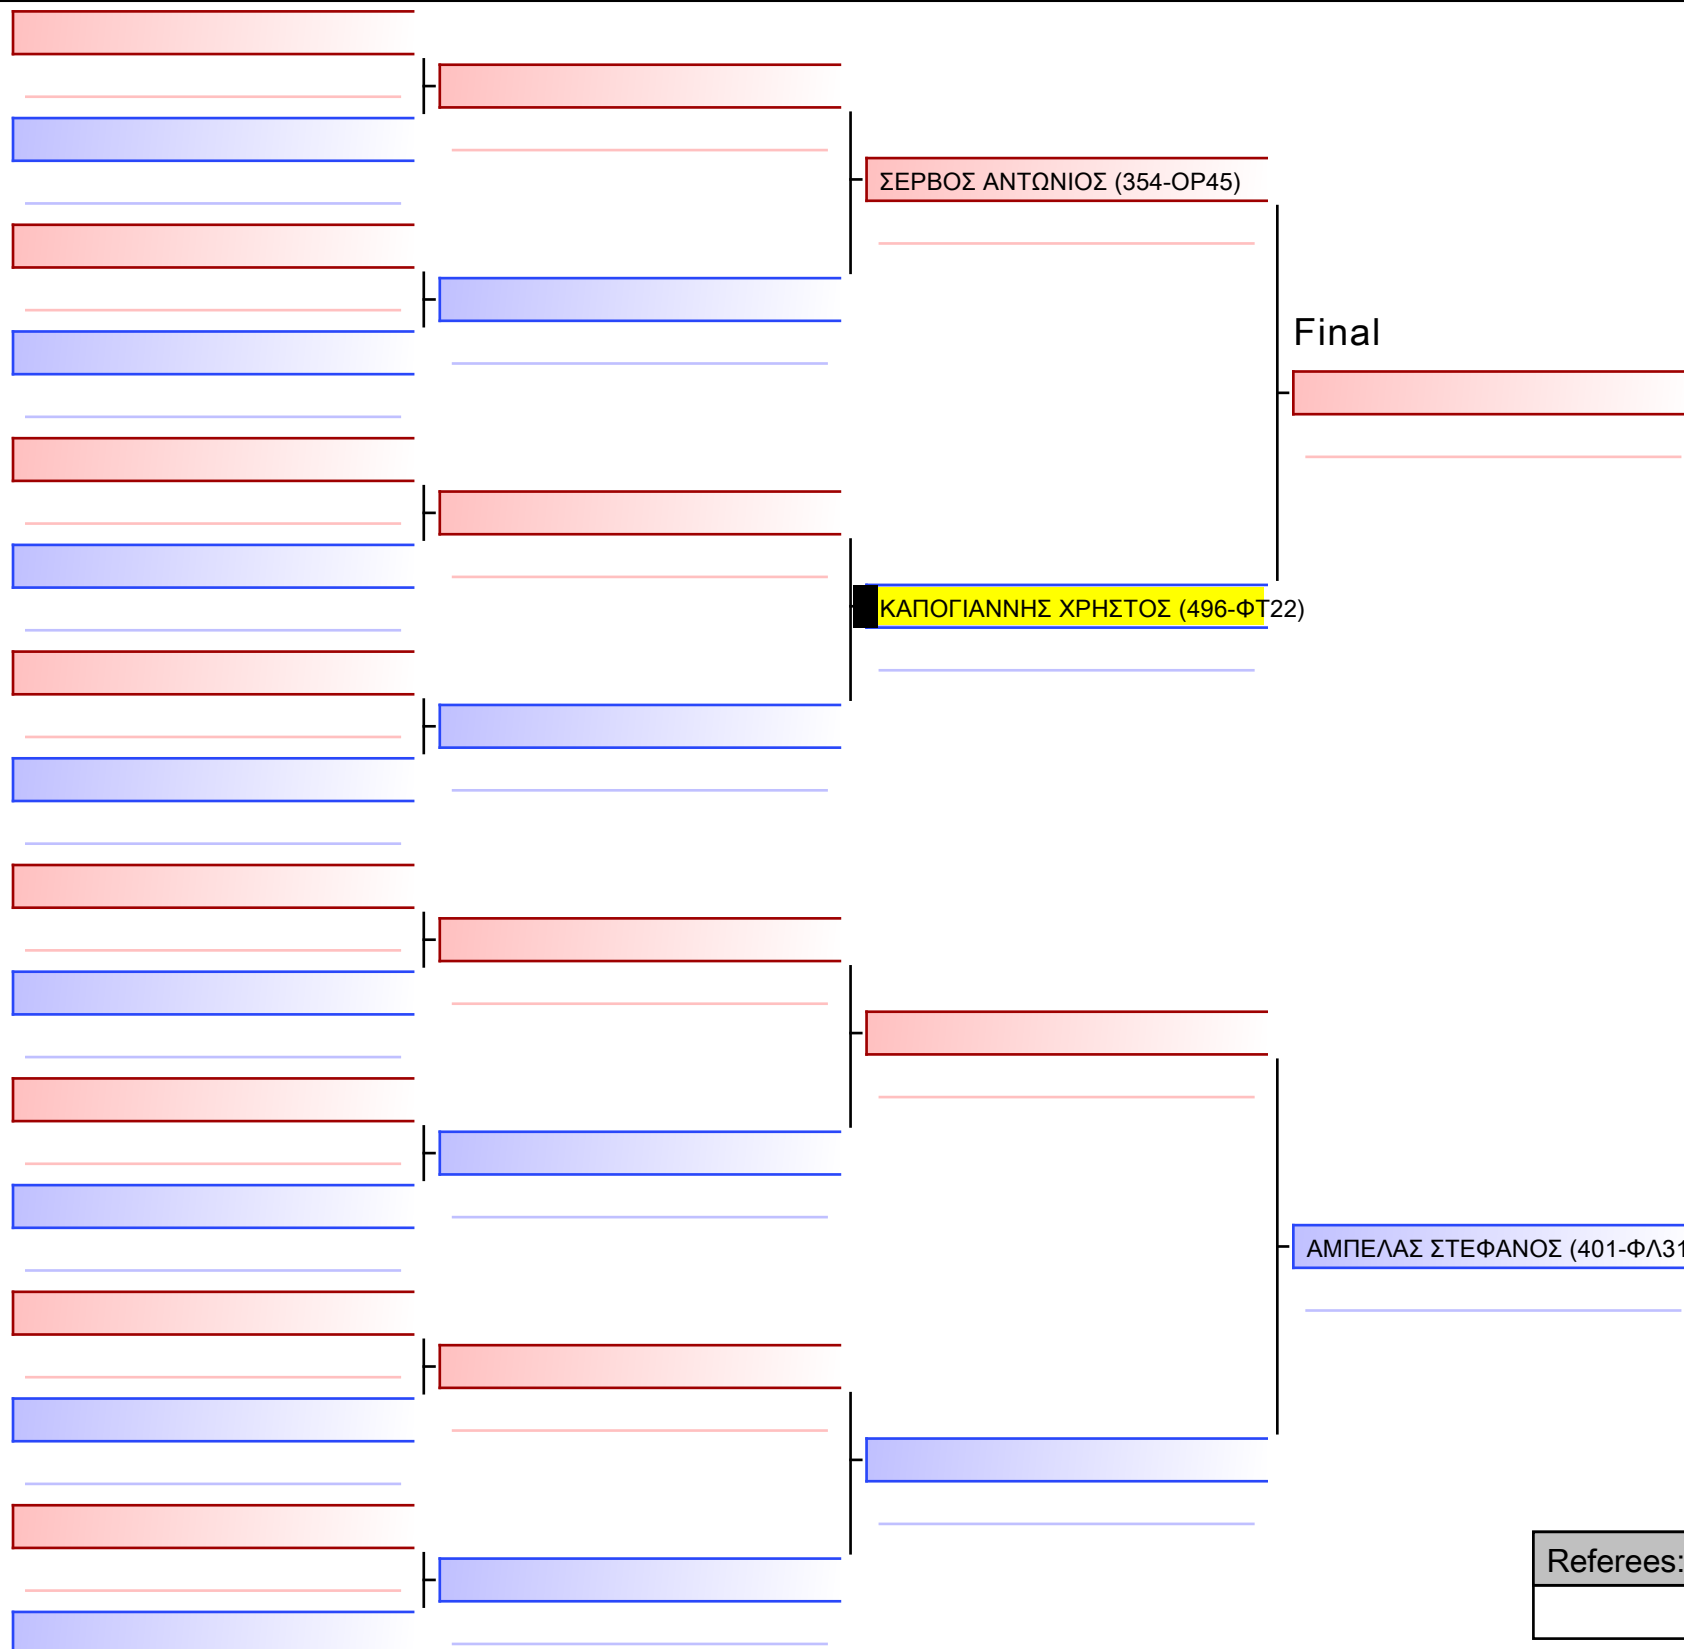 ΣΕΡΒΟΣ ΑΝΤΩΝΙΟΣ (354-ΟΡ45)
Final
ΚΑΠΟΓΙΑΝΝΗΣ ΧΡΗΣΤΟΣ (496-ΦΤ22)
ΑΜΠΕΛΑΣ ΣΤΕΦΑΝΟΣ (401-ΦΛ31
Referees: